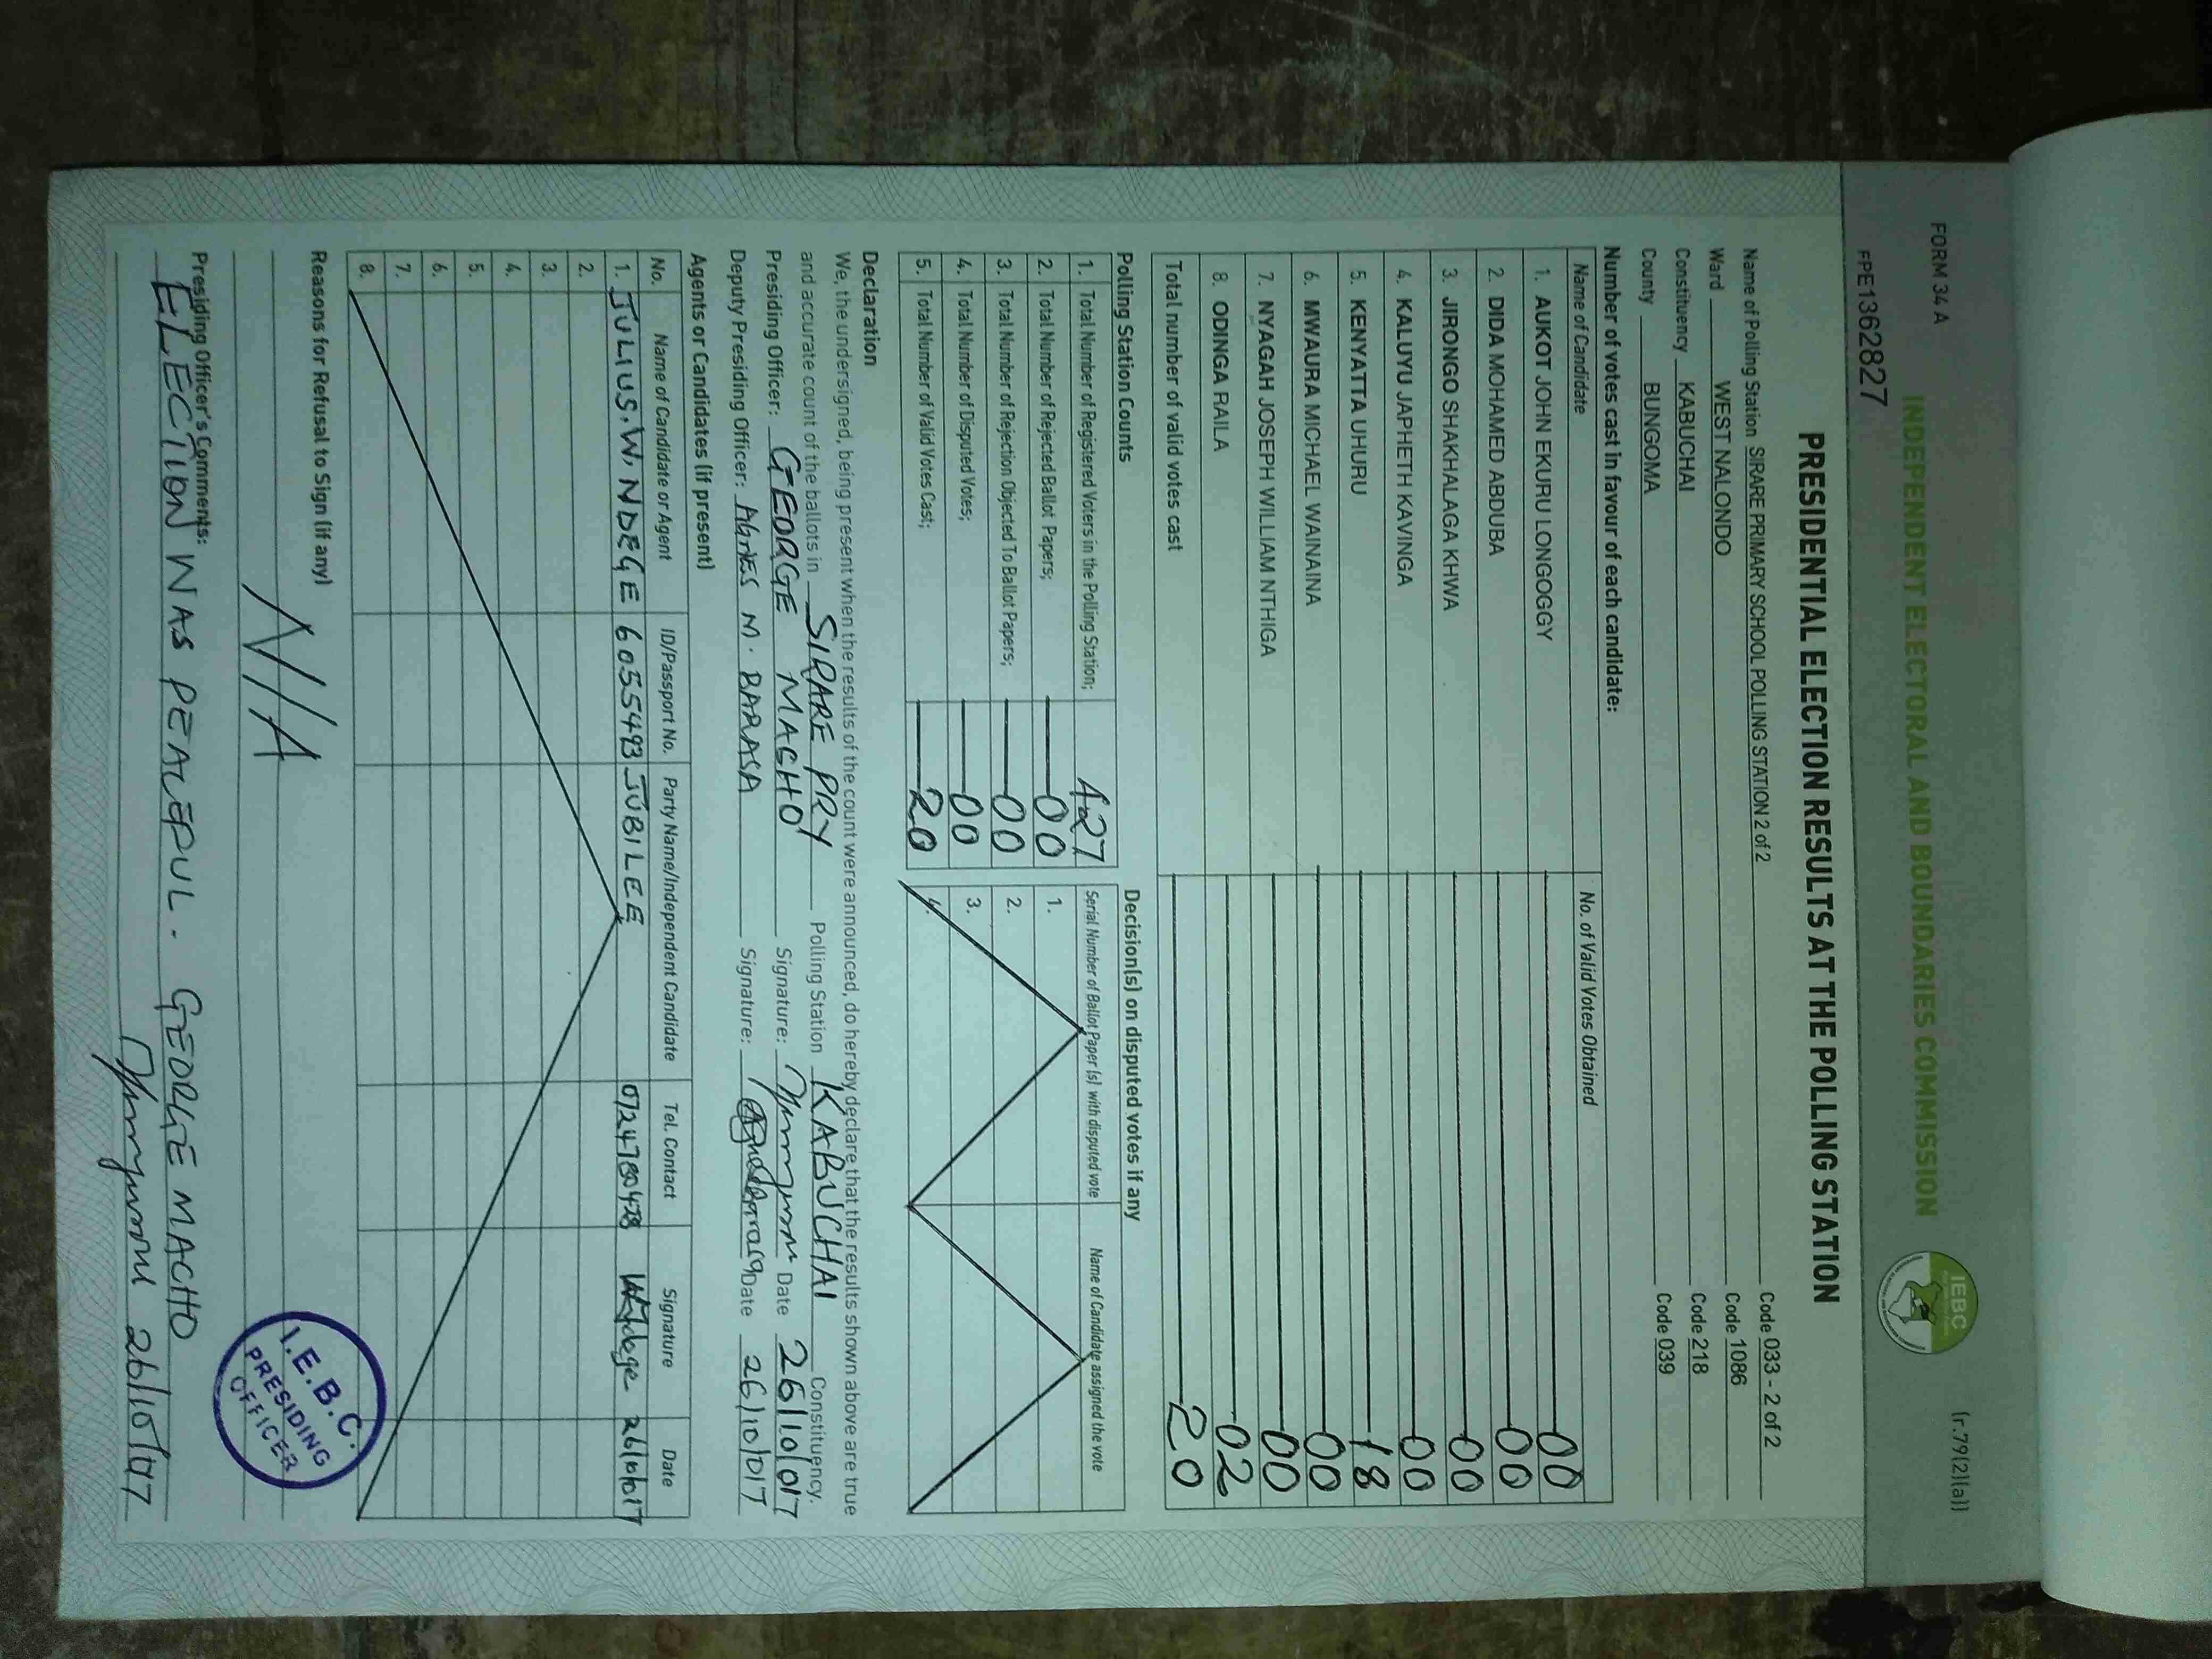 FORM 34 A
(r.79(2)(a))
INDEPENDENT ELECTORAL AND BOUNDARIES COMMISSION
IEBC
FPE1362827
PRESIDENTIAL ELECTION RESULTS AT THE POLLING STATION
Name of Polling Station SIRARE PRIMARY SCHOOL POLLING STATION 2 of 2 Code 033 - 2 of 2
Ward WEST NALONDO Code 1086
Constituency KABUCHAI Code 218
County BUNGOMA Code 039
Number of votes cast in favour of each candidate:
Name of Candidate No. of Valid Votes Obtained
1. AUKOT JOHN EKURU LONGOGGY 00
2. DIDA MOHAMED ABDUBA 00
3. JIRONGO SHAKHALAGA KHWA 00
4. KALUYU JAPHETH KAVINGA 00
5. KENYATTA UHURU 18
6. MWAURA MICHAEL WAINAINA 00
7. NYAGAH JOSEPH WILLIAM NTHIGA 00
8. ODINGA RAILA 02
Total number of valid votes cast 20
Polling Station Counts
1. Total Number of Registered Voters in the Polling Station; 427
2. Total Number of Rejected Ballot Papers; 00
3. Total Number of Rejection Objected To Ballot Papers; 00
4. Total Number of Disputed Votes; 00
5. Total Number of Valid Votes Cast; 20
Decision(s) on disputed votes if any
Serial Number of Ballot Paper (s) with disputed vote Name of Candidate assigned the vote
1.
2.
3.
4.
Declaration
We, the undersigned, being present when the results of the count were announced, do hereby declare that the results shown above are true
and accurate count of the ballots in SIRARE PRY Polling Station KABUCHAI Constituency.
Presiding Officer: GEORGE MACHO Signature: Date 26/10/017
Deputy Presiding Officer: AGNES M. BARASA Signature: Date 26/10/017
Agents or Candidates (if present)
No. Name of Candidate or Agent ID/Passport No. Party Name/Independent Candidate Tel. Contact Signature Date
1. JULIUS.W. NDEGE 6055493 JUBILEE 26/10/017
2.
3.
4.
5.
6.
7.
8.
Reasons for Refusal to Sign (if any)
N/A
I.E.B.C.
PRESIDING
OFFICER
Presiding Officer's Comments:
ELECTION WAS PEACEFUL. GEORGE MACHO